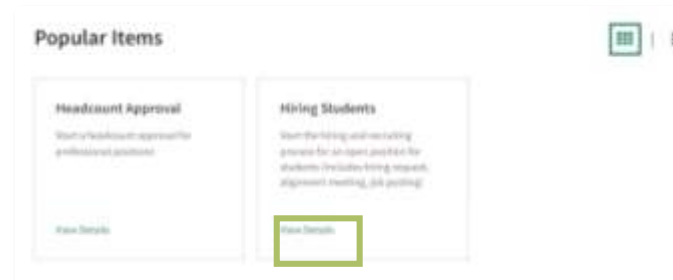 Popular Items
Headcount Approval
Start a headcount approval for
professional positions
View Details
Hiring Students
Start the hiring and recruiting
process for an open position for
students (includes hiring request,
alignment meeting, job posting)
View Details